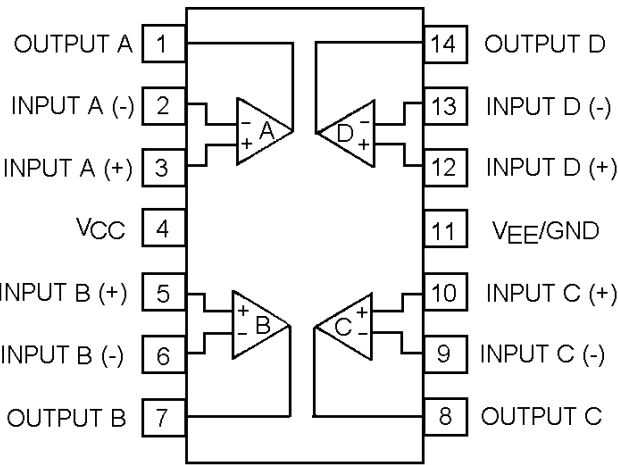 OUTPUT A 1 14 OUTPUT D
INPUT A (-) 2 13 INPUT D (-)
- A + - D +
INPUT A (+) 3 12 INPUT D (+)
VCC 4 11 VEE/GND
INPUT B (+) 5 10 INPUT C (+)
+ B - + C -
INPUT B (-) 6 9 INPUT C (-)
OUTPUT B 7 8 OUTPUT C